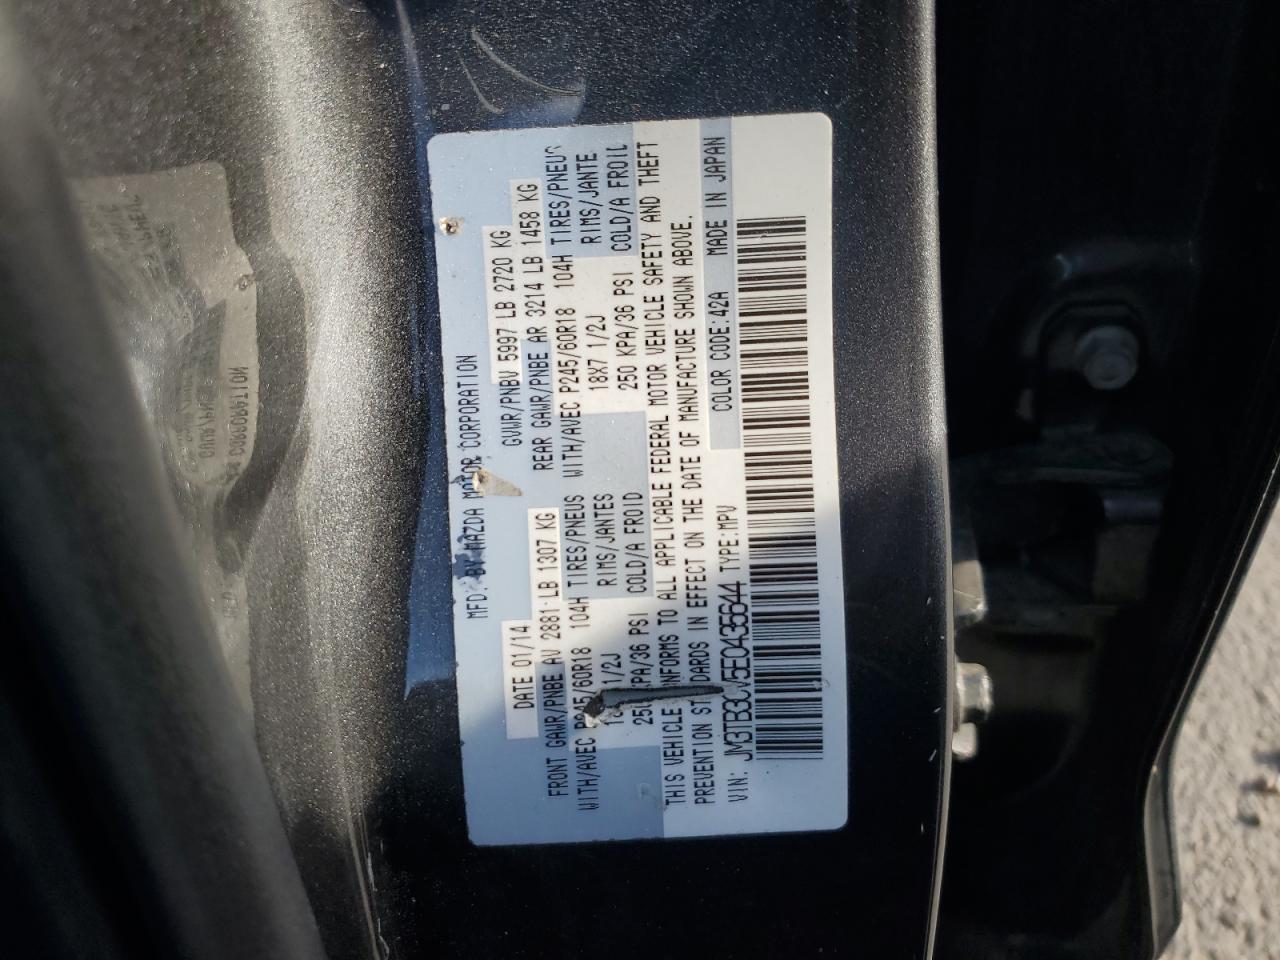 MFD. BY MAZDA MOTOR CORPORATION
DATE 01/14 GVWR/PNBV 5997 LB 2720 KG
FRONT GAWR/PNBE AV 2881 LB 1307 KG REAR GAWR/PNBE AR 3214 LB 1458 KG
WITH/AVEC P245/60R18 104H TIRES/PNEUS WITH/AVEC P245/60R18 104H TIRES/PNEUS
1/2J RIMS/JANTES 18X7 1/2J RIMS/JANTE
KPA/36 PSI COLD/A FROID 250 KPA/36 PSI COLD/A FROID
THIS VEHICLE CONFORMS TO ALL APPLICABLE FEDERAL MOTOR VEHICLE SAFETY AND THEFT
PREVENTION STANDARDS IN EFFECT ON THE DATE OF MANUFACTURE SHOWN ABOVE.
VIN: JM3TB3CV5E0435644 TYPE:MPV COLOR CODE:42A MADE IN JAPAN